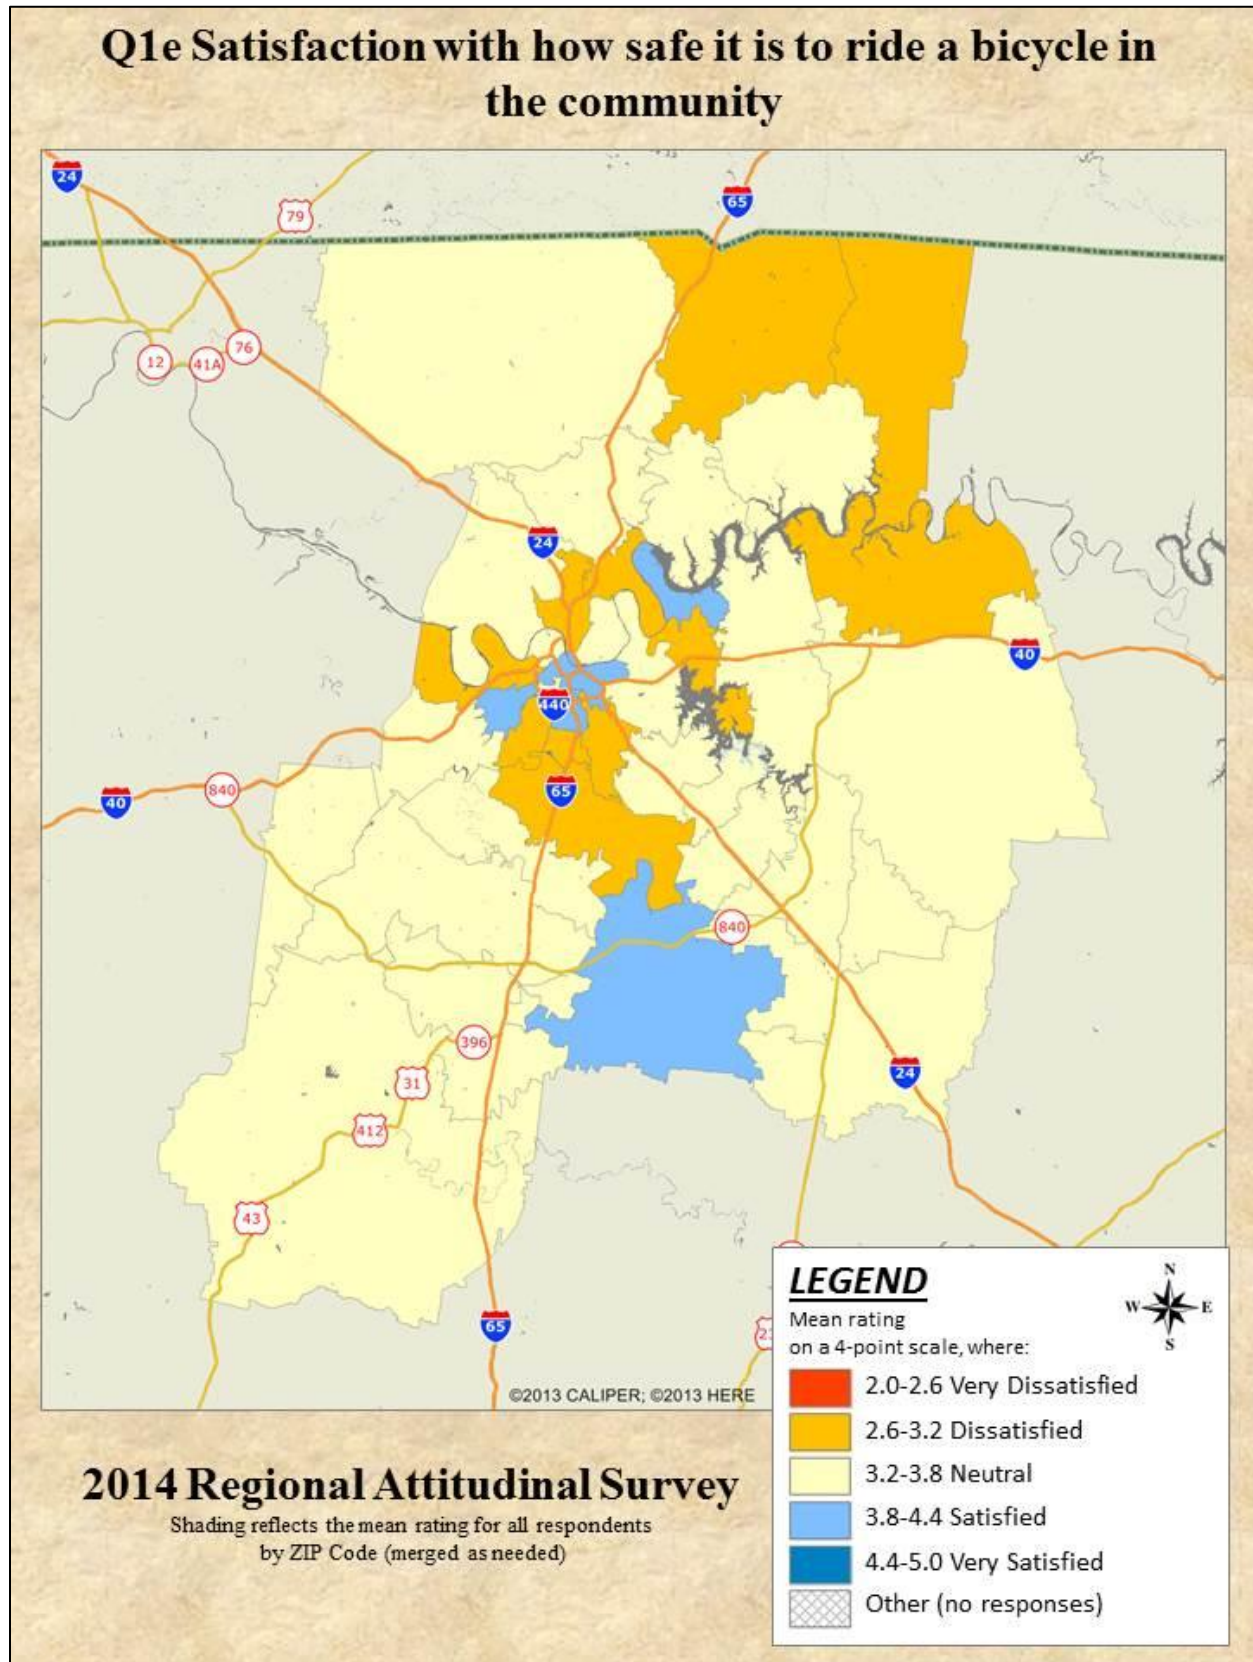 Q1e Satisfaction with how safe it is to ride a bicycle in
the community
24
79
65
12
41A
76
24
40
440
40
840
65
840
396
31
24
412
43
65
©2013 CALIPER; ©2013 HERE
LEGEND
N
W E
S
Mean rating
on a 4-point scale, where:
2.0-2.6 Very Dissatisfied
2.6-3.2 Dissatisfied
3.2-3.8 Neutral
3.8-4.4 Satisfied
4.4-5.0 Very Satisfied
Other (no responses)
2014 Regional Attitudinal Survey
Shading reflects the mean rating for all respondents
by ZIP Code (merged as needed)